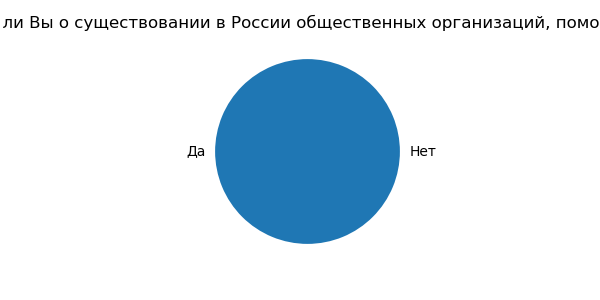 ли Вы о существовании в России общественных организаций, помо
Да
Нет